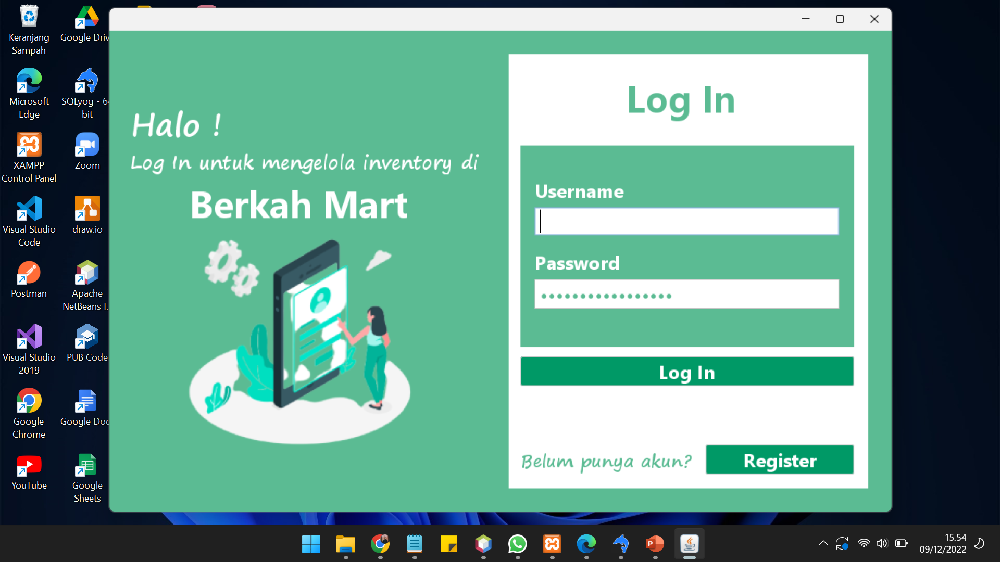 Keranjang
Sampah
Google Driv
Microsoft
Edge
SQLyog - 64
bit
XAMPP
Control Panel
Zoom
Visual Studio
Code
draw.io
Postman
Apache
NetBeans I...
Visual Studio
2019
PUB Code
Google
Chrome
Google Doc
YouTube
Google
Sheets
Halo !
Log In untuk mengelola inventory di
Berkah Mart
Log In
Username
Password
Log In
Belum punya akun?
Register
15.54
09/12/2022